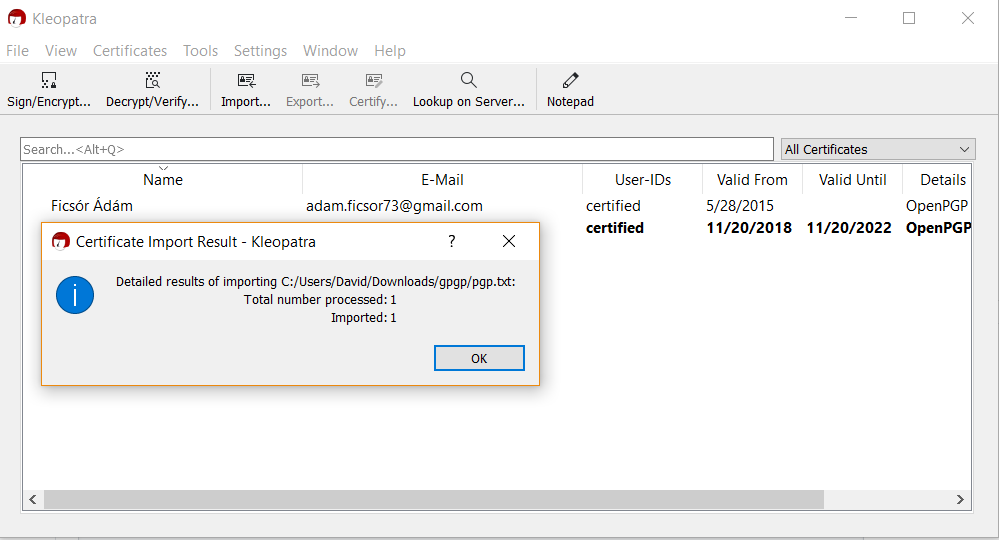 Kleopatra
File View Certificates Tools Settings Window Help
Sign/Encrypt... Decrypt/Verify... Import... Export... Certify... Lookup on Server... Notepad
Search...<Alt+Q> All Certificates
Name E-Mail User-IDs Valid From Valid Until Details
Ficsór Ádám adam.ficsor73@gmail.com certified 5/28/2015 OpenPGP
certified 11/20/2018 11/20/2022 OpenPGP
Certificate Import Result - Kleopatra ?
Detailed results of importing C:/Users/David/Downloads/gpgp/pgp.txt:
Total number processed: 1
Imported: 1
i
OK